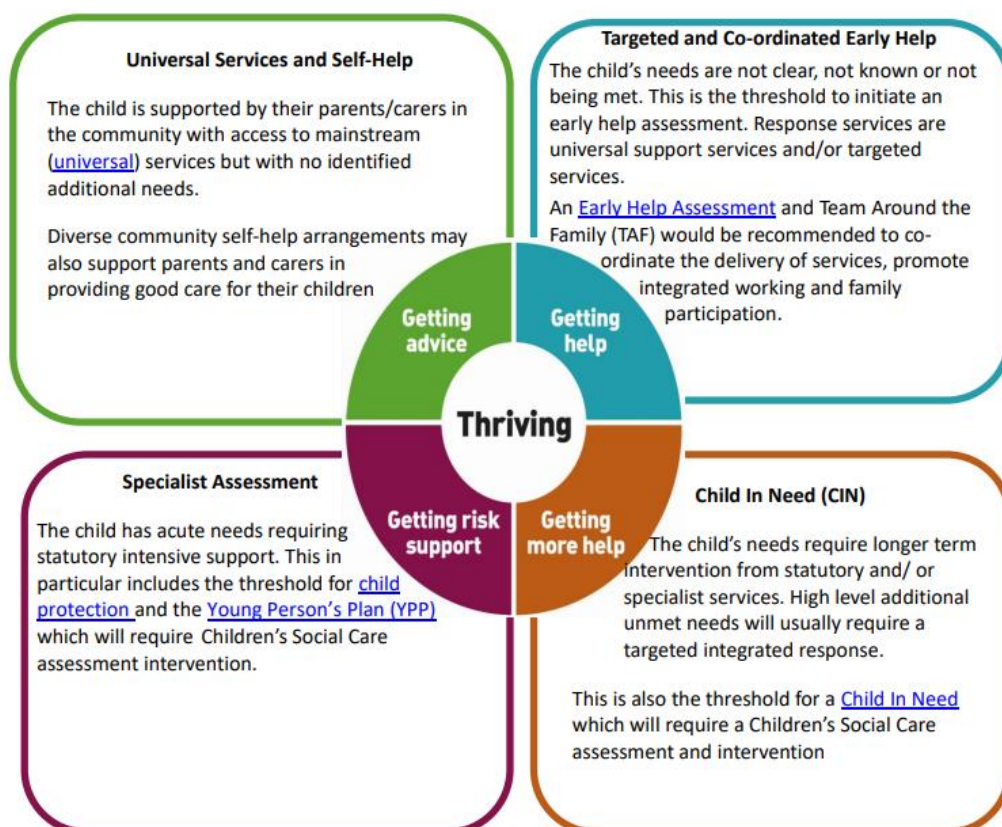 Universal Services and Self-Help
The child is supported by their parents/carers in
the community with access to mainstream
(universal) services but with no identified
additional needs.
Diverse community self-help arrangements may
also support parents and carers in
providing good care for their children
Targeted and Co-ordinated Early Help
The child’s needs are not clear, not known or not
being met. This is the threshold to initiate an
early help assessment. Response services are
universal support services and/or targeted
services.
An Early Help Assessment and Team Around the
Family (TAF) would be recommended to co-
ordinate the delivery of services, promote
integrated working and family
participation.
Getting
advice
Getting
help
Thriving
Getting risk
support
Getting
more help
Specialist Assessment
The child has acute needs requiring
statutory intensive support. This in
particular includes the threshold for child
protection and the Young Person’s Plan (YPP)
which will require Children’s Social Care
assessment intervention.
Child In Need (CIN)
The child’s needs require longer term
intervention from statutory and/ or
specialist services. High level additional
unmet needs will usually require a
targeted integrated response.
This is also the threshold for a Child In Need
which will require a Children’s Social Care
assessment and intervention